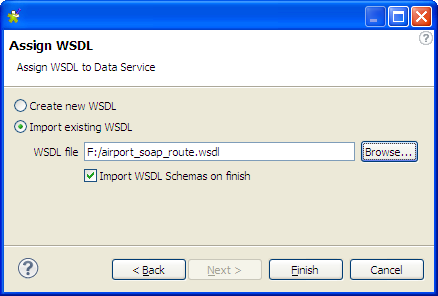 Assign WSDL
Assign WSDL to Data Service
?
Create new WSDL
Import existing WSDL
WSDL file F:/airport_soap_route.wsdl Browse...
Import WSDL Schemas on finish
? < Back Next > Finish Cancel